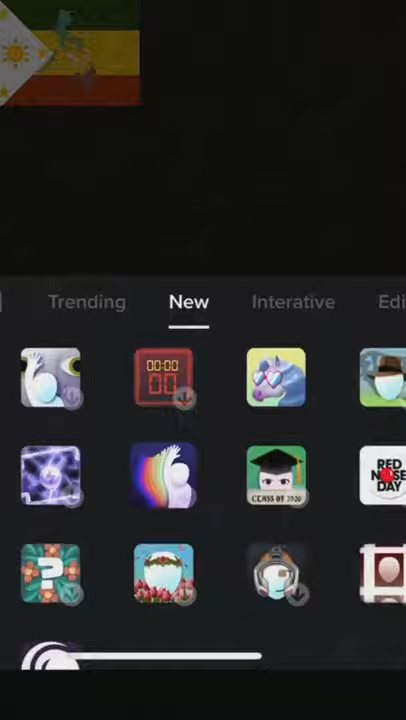 Trending New Interative Edi
00:00
00
CLASS OF 2020
RED
NOSE
DAY
?